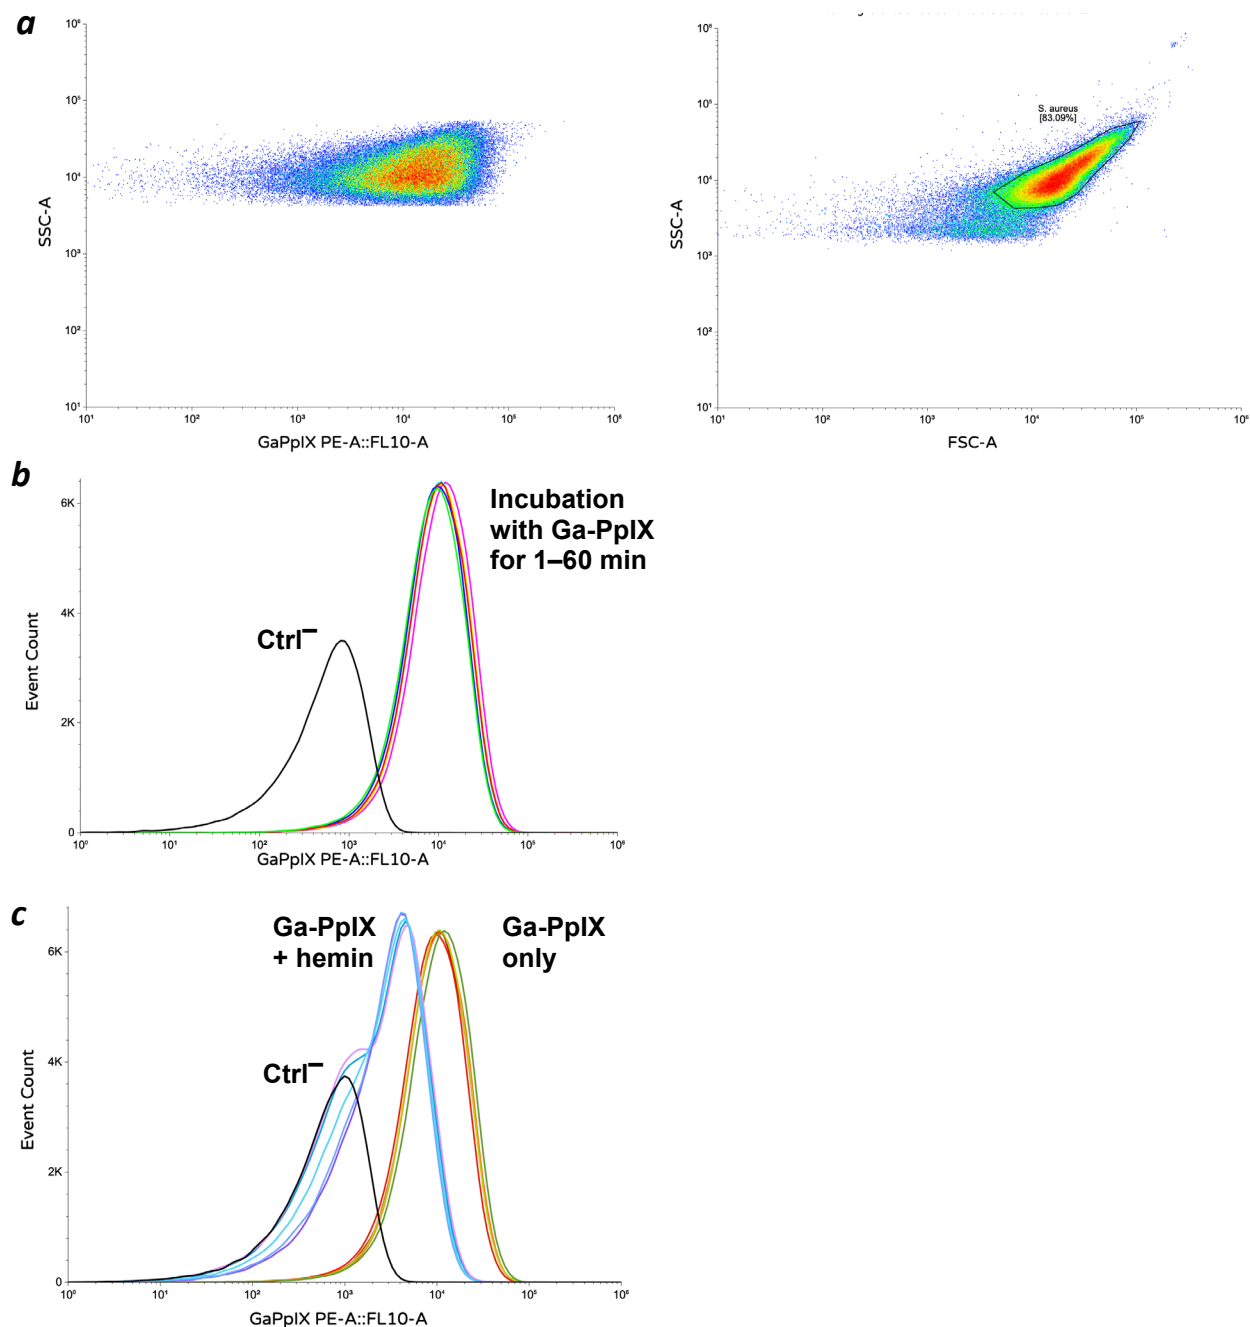 a
10⁶
10⁵
10⁴
10³
10²
10¹
SSC-A
10¹
10²
10³
10⁴
10⁵
10⁶
GaPpIX PE-A::FL10-A
10⁶
10⁵
10⁴
10³
10²
10¹
SSC-A
S. aureus
[83.09%]
10¹
10²
10³
10⁴
10⁵
10⁶
FSC-A
b
6K
4K
2K
0
Event Count
Ctrl⁻
Incubation
with Ga-PpIX
for 1–60 min
10⁰
10¹
10²
10³
10⁴
10⁵
10⁶
GaPpIX PE-A::FL10-A
c
6K
4K
2K
0
Event Count
Ga-PpIX
+ hemin
Ga-PpIX
only
Ctrl⁻
10⁰
10¹
10²
10³
10⁴
10⁵
10⁶
GaPpIX PE-A::FL10-A